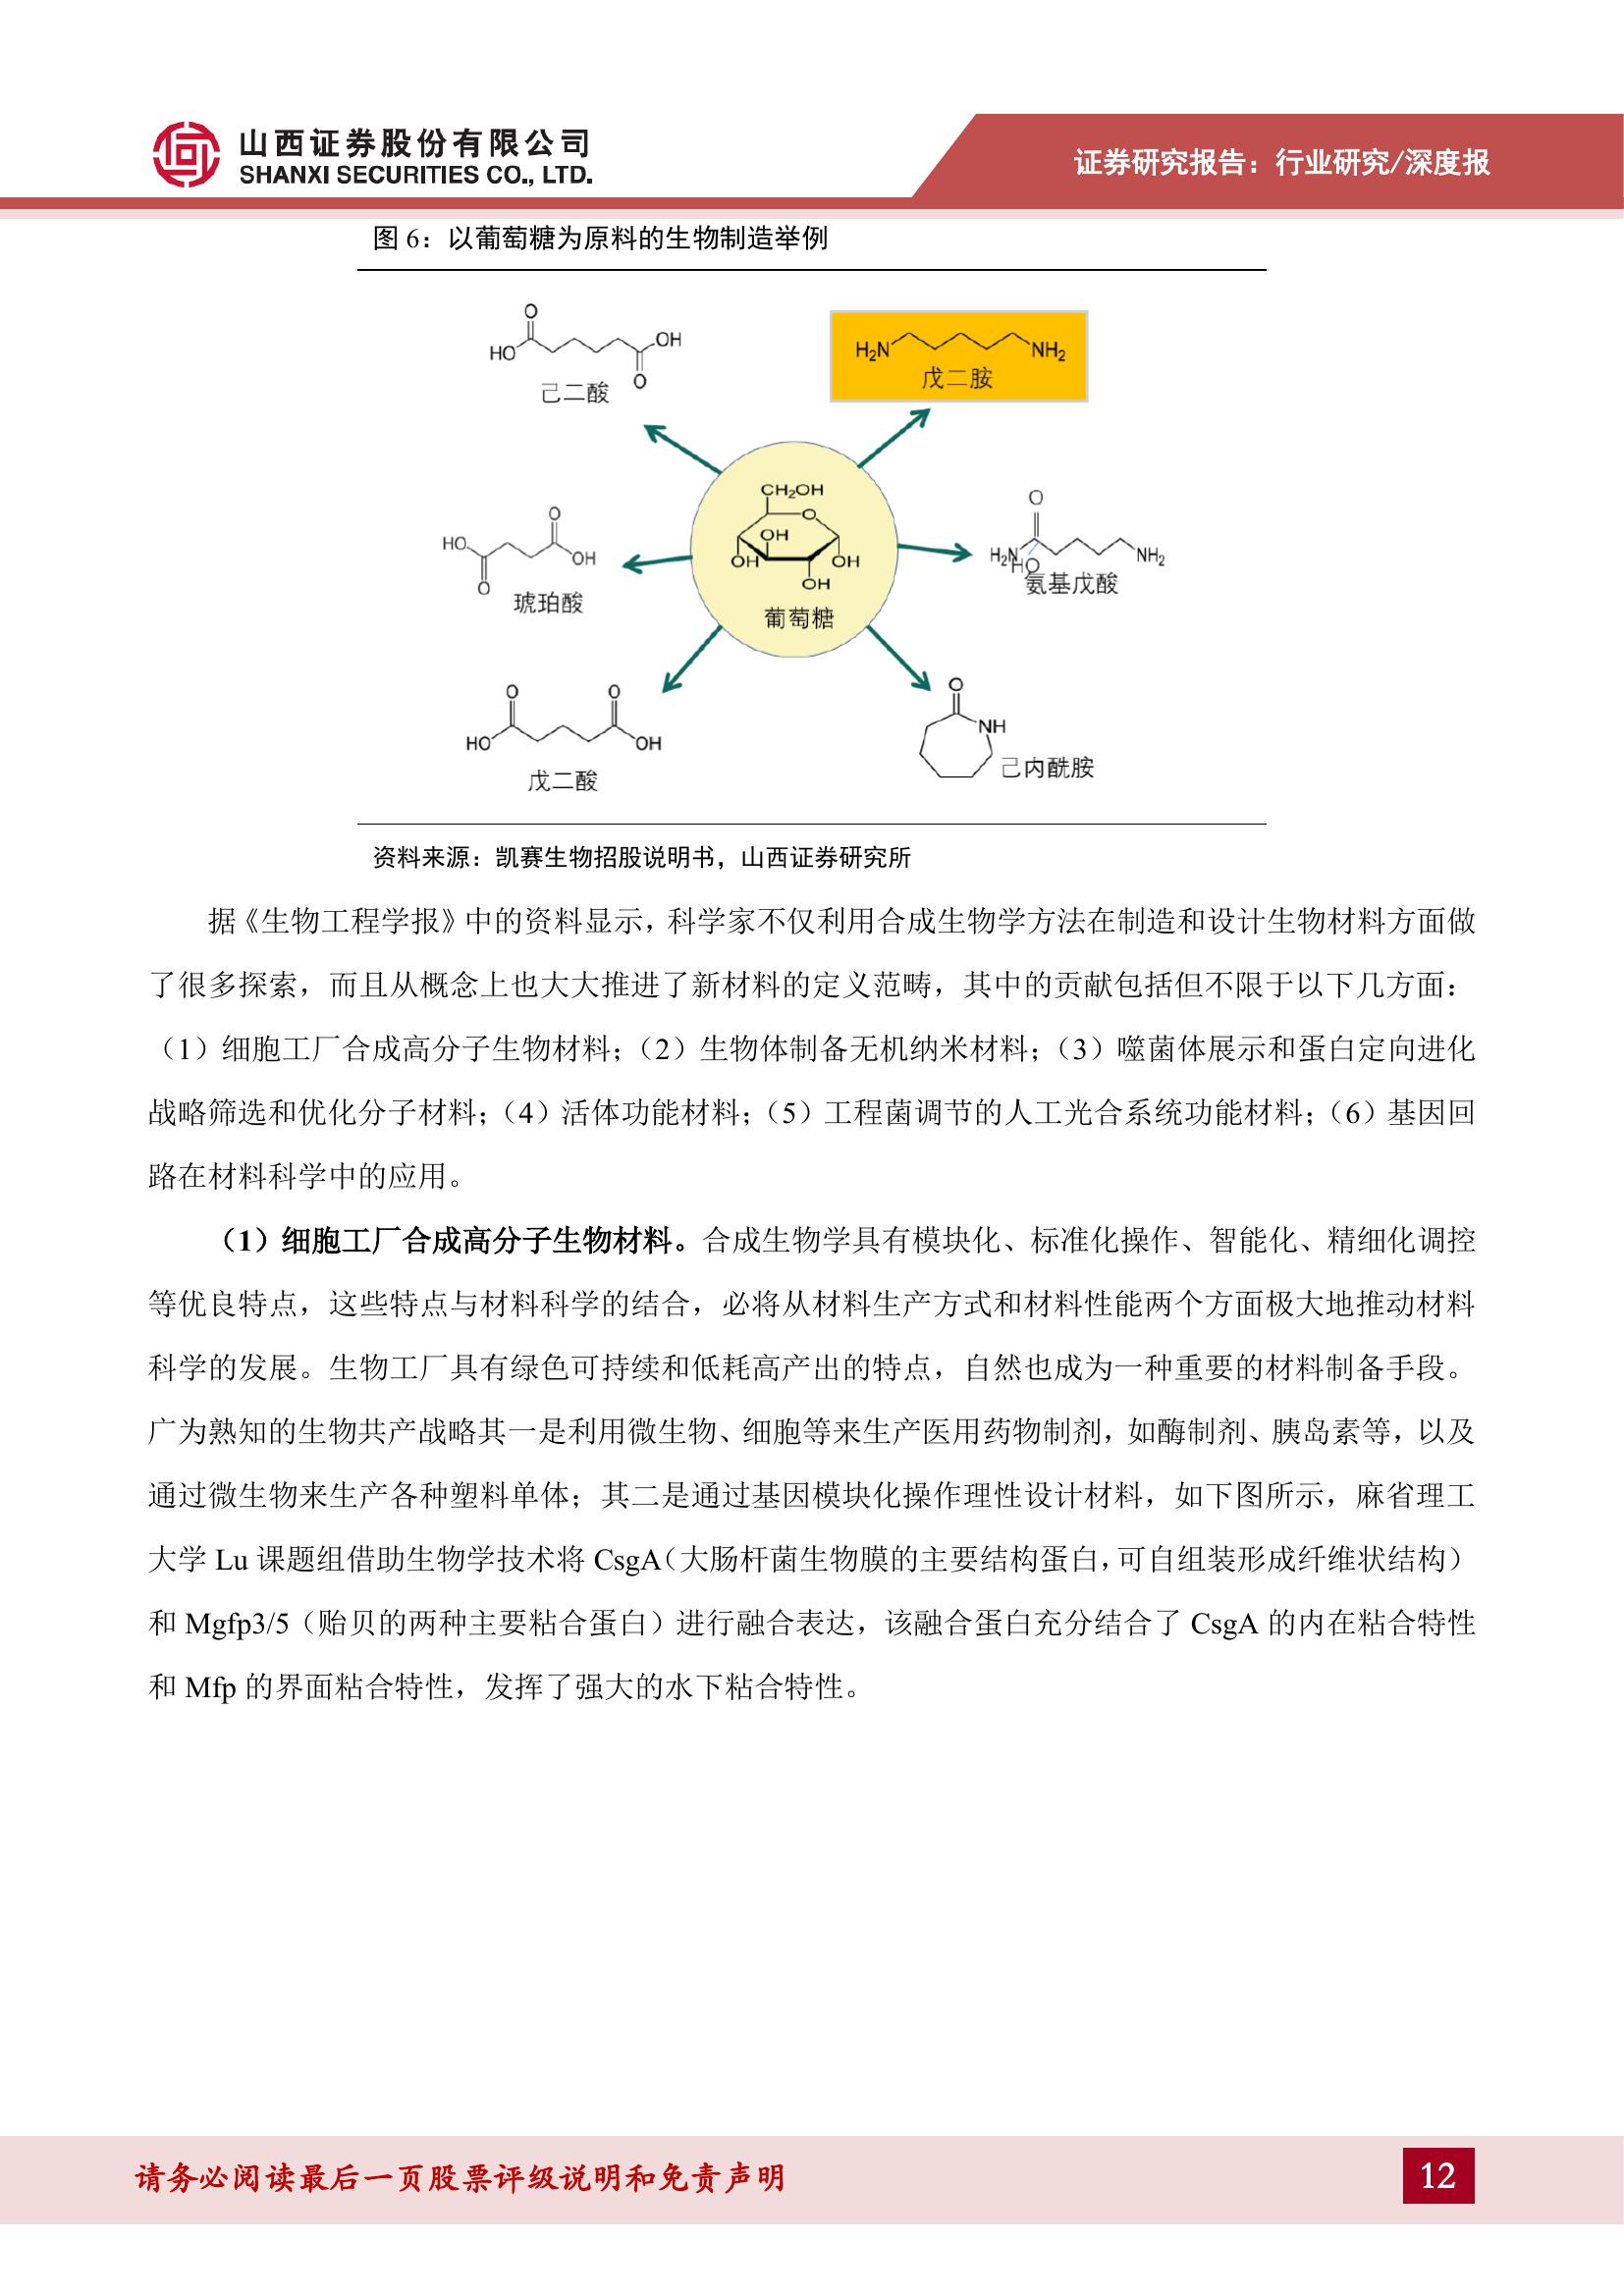 山西证券股份有限公司
SHANXI SECURITIES CO., LTD.
证券研究报告：行业研究/深度报
图 6：以葡萄糖为原料的生物制造举例
O
HO
OH
O
己二酸
H₂N
NH₂
戊二胺
HO
O
OH
O
琥珀酸
CH₂OH
O
OH
OH
OH
OH
葡萄糖
O
H₂N
HO
NH₂
氨基戊酸
O
O
HO
OH
戊二酸
O
NH
己内酰胺
资料来源：凯赛生物招股说明书，山西证券研究所
据《生物工程学报》中的资料显示，科学家不仅利用合成生物学方法在制造和设计生物材料方面做
了很多探索，而且从概念上也大大推进了新材料的定义范畴，其中的贡献包括但不限于以下几方面：
（1）细胞工厂合成高分子生物材料；（2）生物体制备无机纳米材料；（3）噬菌体展示和蛋白定向进化
战略筛选和优化分子材料；（4）活体功能材料；（5）工程菌调节的人工光合系统功能材料；（6）基因回
路在材料科学中的应用。
（1）细胞工厂合成高分子生物材料。合成生物学具有模块化、标准化操作、智能化、精细化调控
等优良特点，这些特点与材料科学的结合，必将从材料生产方式和材料性能两个方面极大地推动材料
科学的发展。生物工厂具有绿色可持续和低耗高产出的特点，自然也成为一种重要的材料制备手段。
广为熟知的生物共产战略其一是利用微生物、细胞等来生产医用药物制剂，如酶制剂、胰岛素等，以及
通过微生物来生产各种塑料单体；其二是通过基因模块化操作理性设计材料，如下图所示，麻省理工
大学 Lu 课题组借助生物学技术将 CsgA（大肠杆菌生物膜的主要结构蛋白，可自组装形成纤维状结构）
和 Mgfp3/5（贻贝的两种主要粘合蛋白）进行融合表达，该融合蛋白充分结合了 CsgA 的内在粘合特性
和 Mfp 的界面粘合特性，发挥了强大的水下粘合特性。
请务必阅读最后一页股票评级说明和免责声明
12